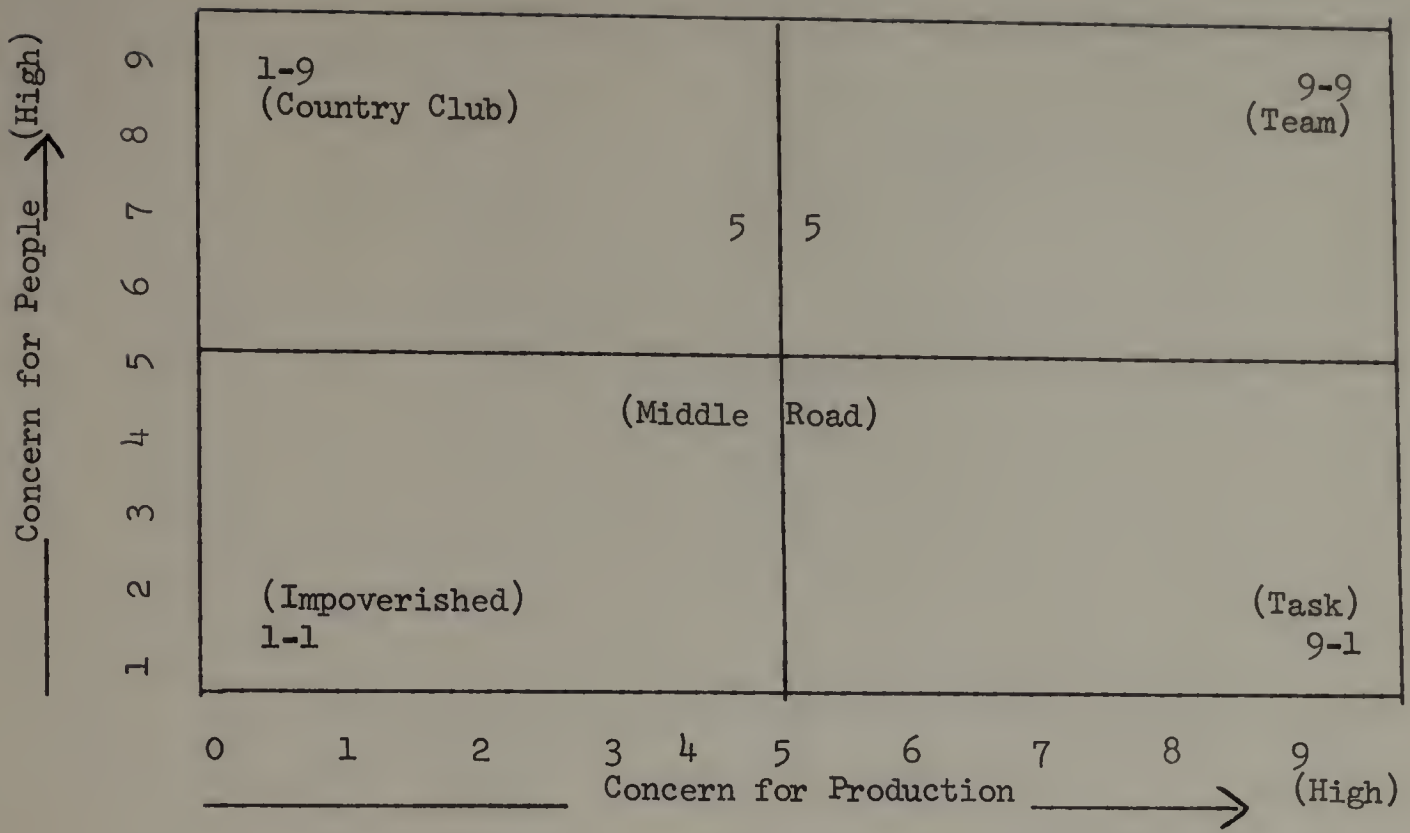 Concern for People (High)
9
8
7
6
5
4
3
2
1
1-9
(Country Club)
9-9
(Team)
5 5
(Middle Road)
(Impoverished)
1-1
(Task)
9-1
0 1 2 3 4 5 6 7 8 9
Concern for Production (High)